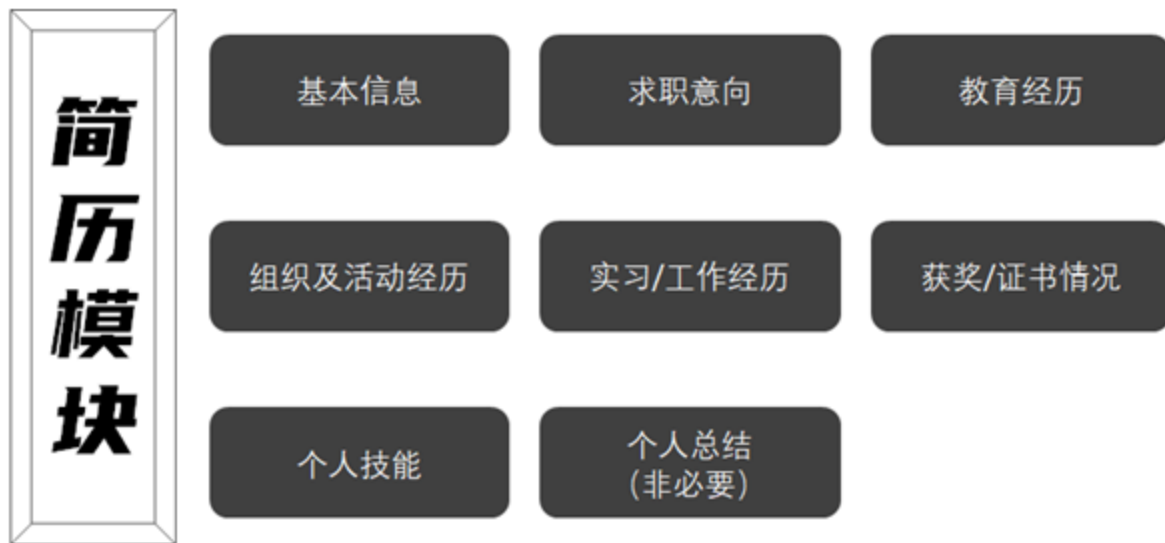 简历模块
基本信息
求职意向
教育经历
组织及活动经历
实习/工作经历
获奖/证书情况
个人技能
个人总结
(非必要)